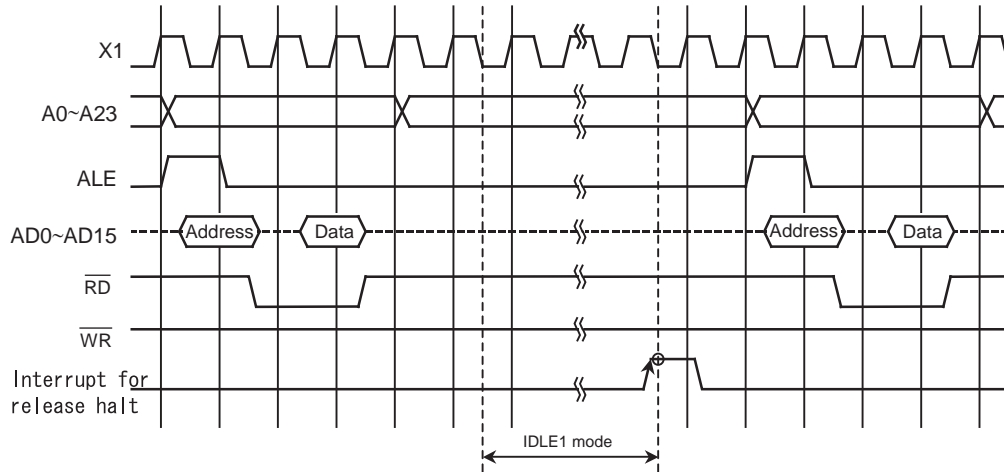 X1
A0~A23
ALE
AD0~AD15
Address
Data
Address
Data
RD
WR
Interrupt for
release halt
IDLE1 mode